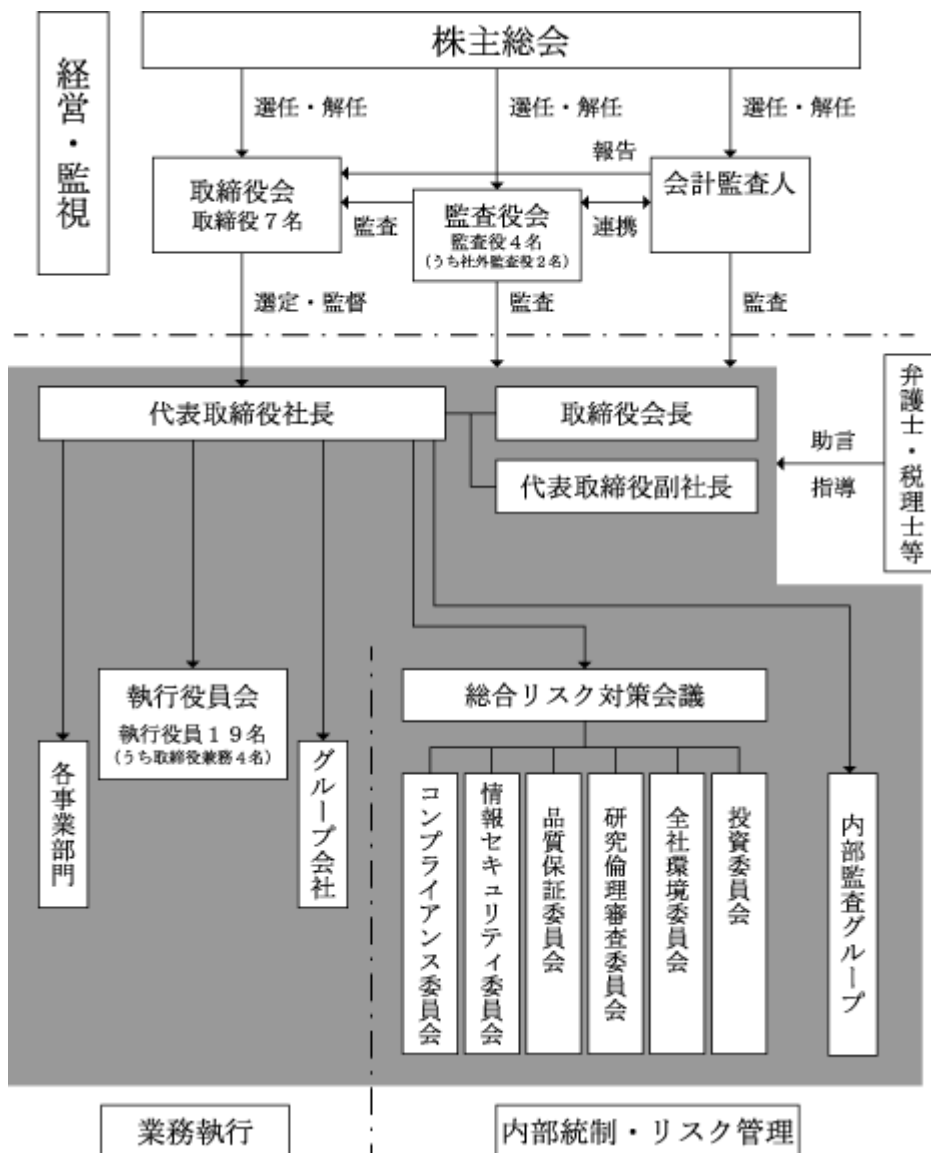 経営・監視
株主総会
選任・解任
選任・解任
選任・解任
報告
取締役会
取締役７名
監査
監査役会
監査役４名
（うち社外監査役２名）
連携
会計監査人
選定・監督
監査
監査
代表取締役社長
取締役会長
代表取締役副社長
助言
指導
弁護士・税理士等
執行役員会
執行役員１９名
（うち取締役兼務４名）
各事業部門
グループ会社
総合リスク対策会議
コンプライアンス委員会
情報セキュリティ委員会
品質保証委員会
研究倫理審査委員会
全社環境委員会
投資委員会
内部監査グループ
業務執行
内部統制・リスク管理